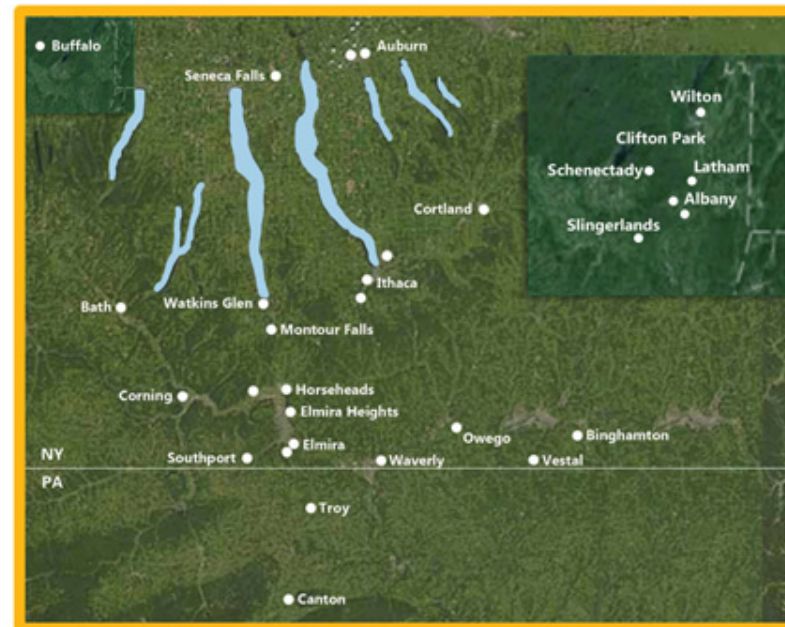 Buffalo
Auburn
Seneca Falls
Wilton
Clifton Park
Schenectady
Latham
Albany
Slingerlands
Cortland
Ithaca
Bath
Watkins Glen
Montour Falls
Corning
Horseheads
Elmira Heights
Owego
Binghamton
Elmira
Southport
Waverly
Vestal
NY
PA
Troy
Canton